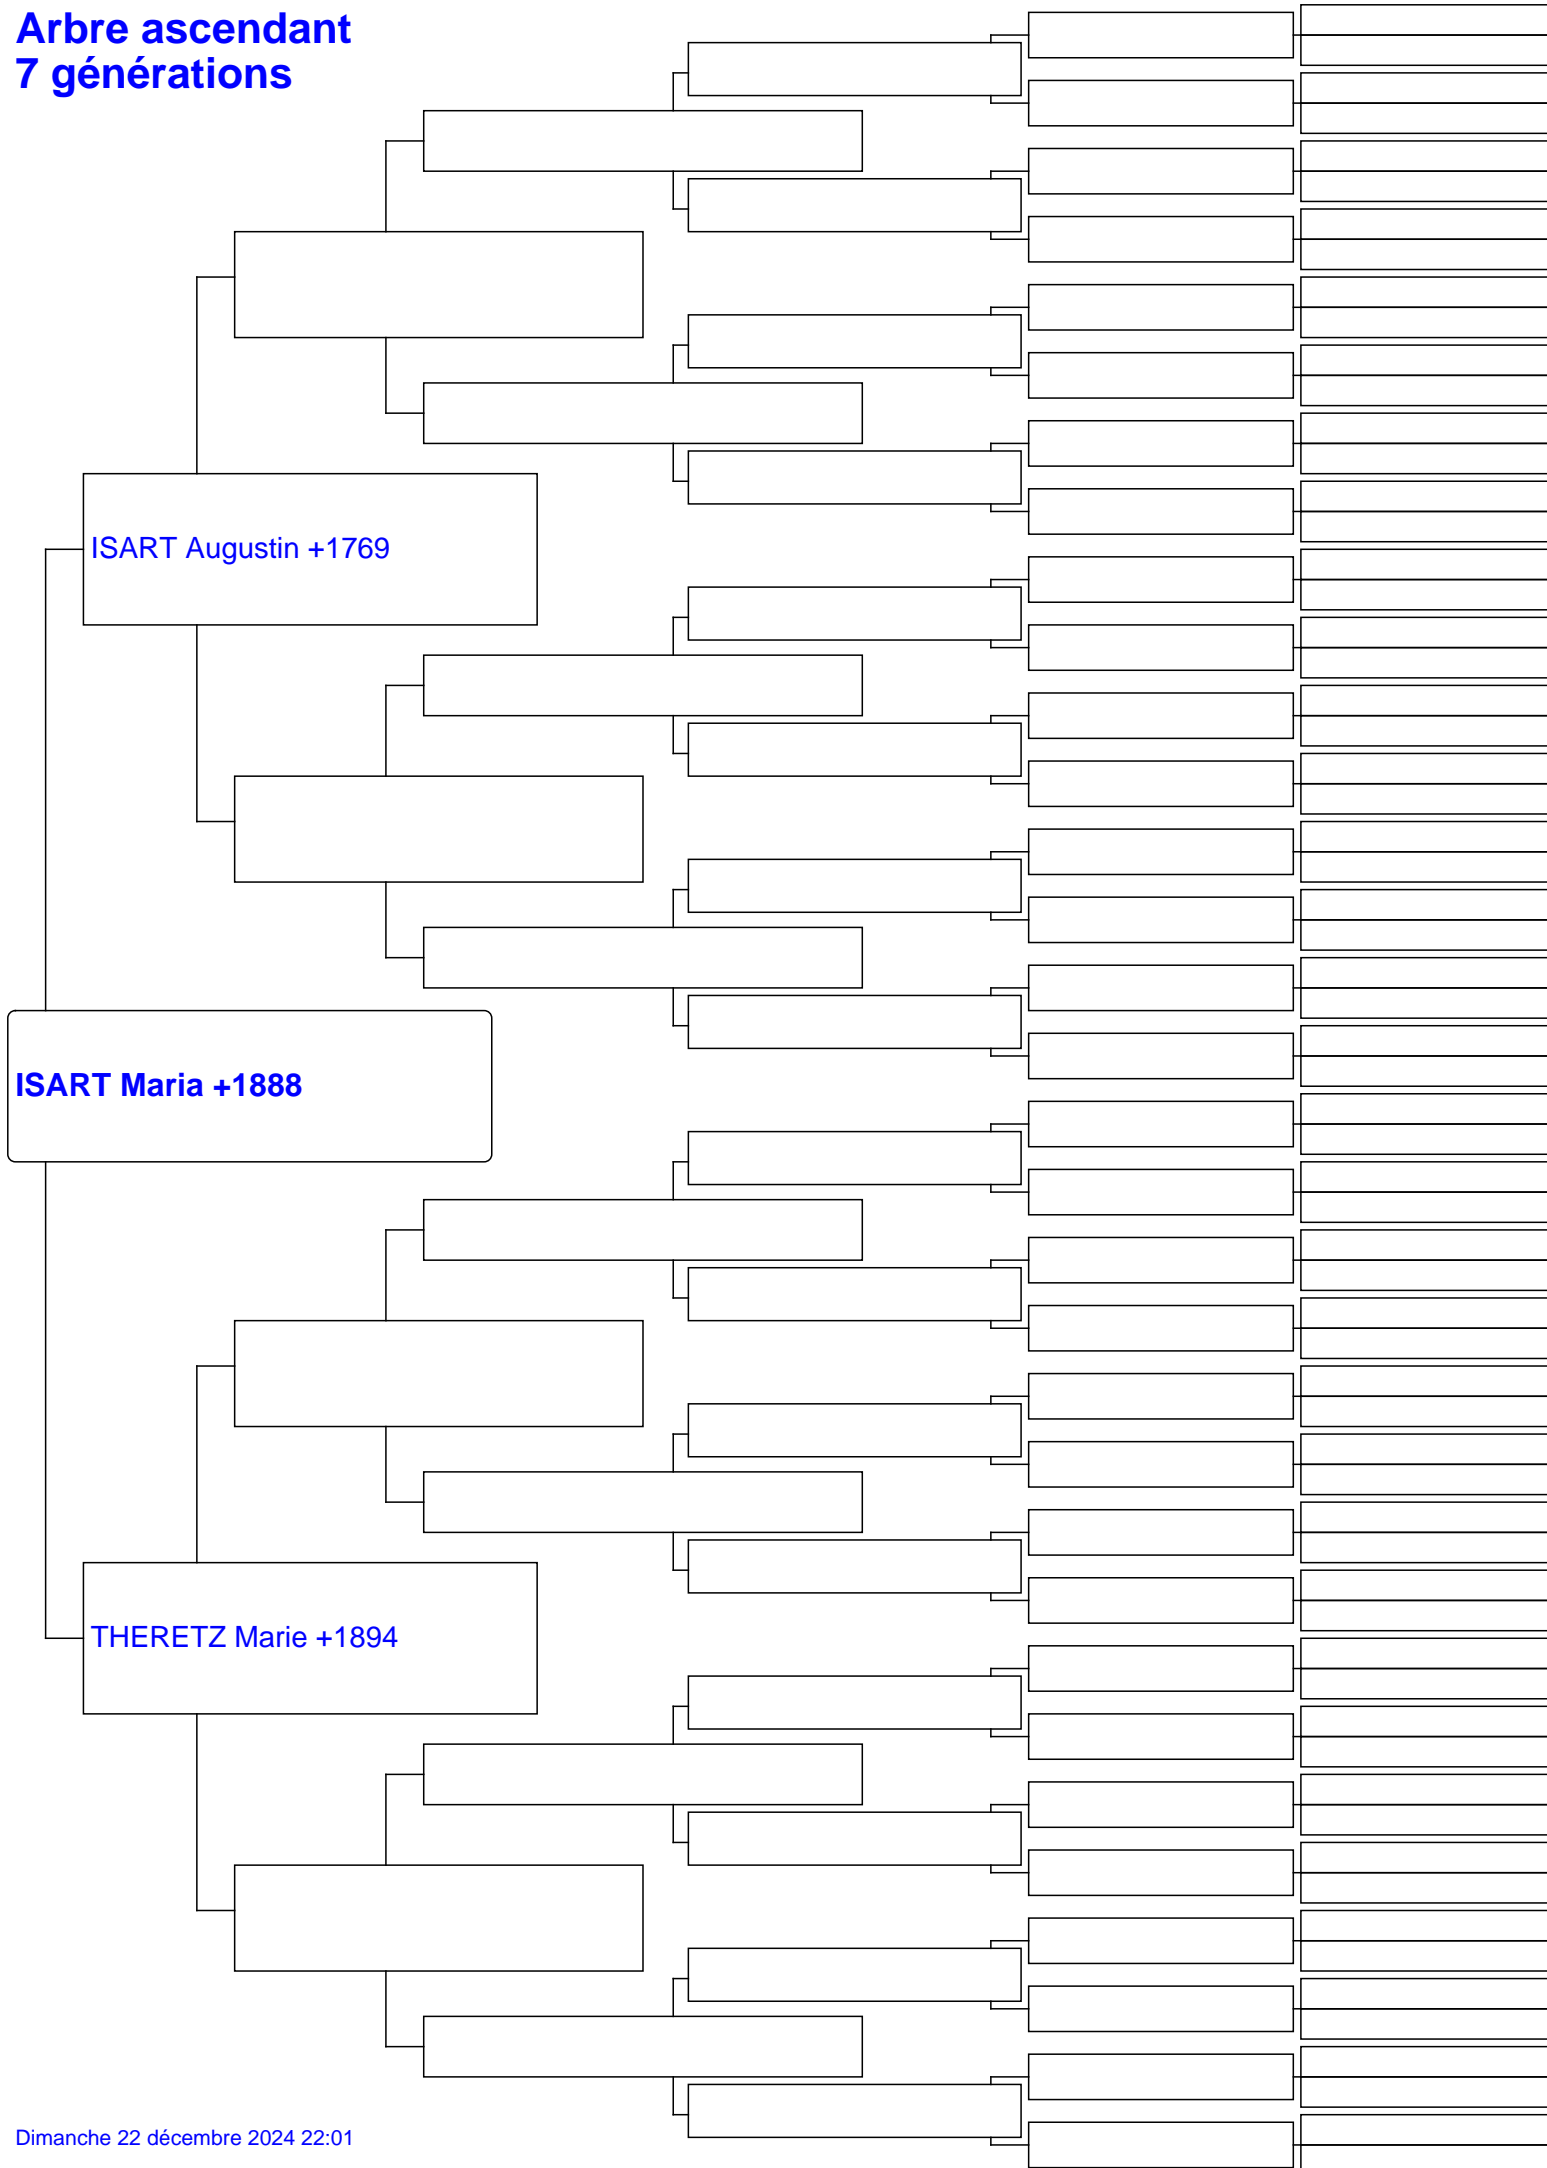 Arbre ascendant
7 générations
ISART Augustin +1769
ISART Maria +1888
THERETZ Marie +1894
Dimanche 22 décembre 2024 22:01